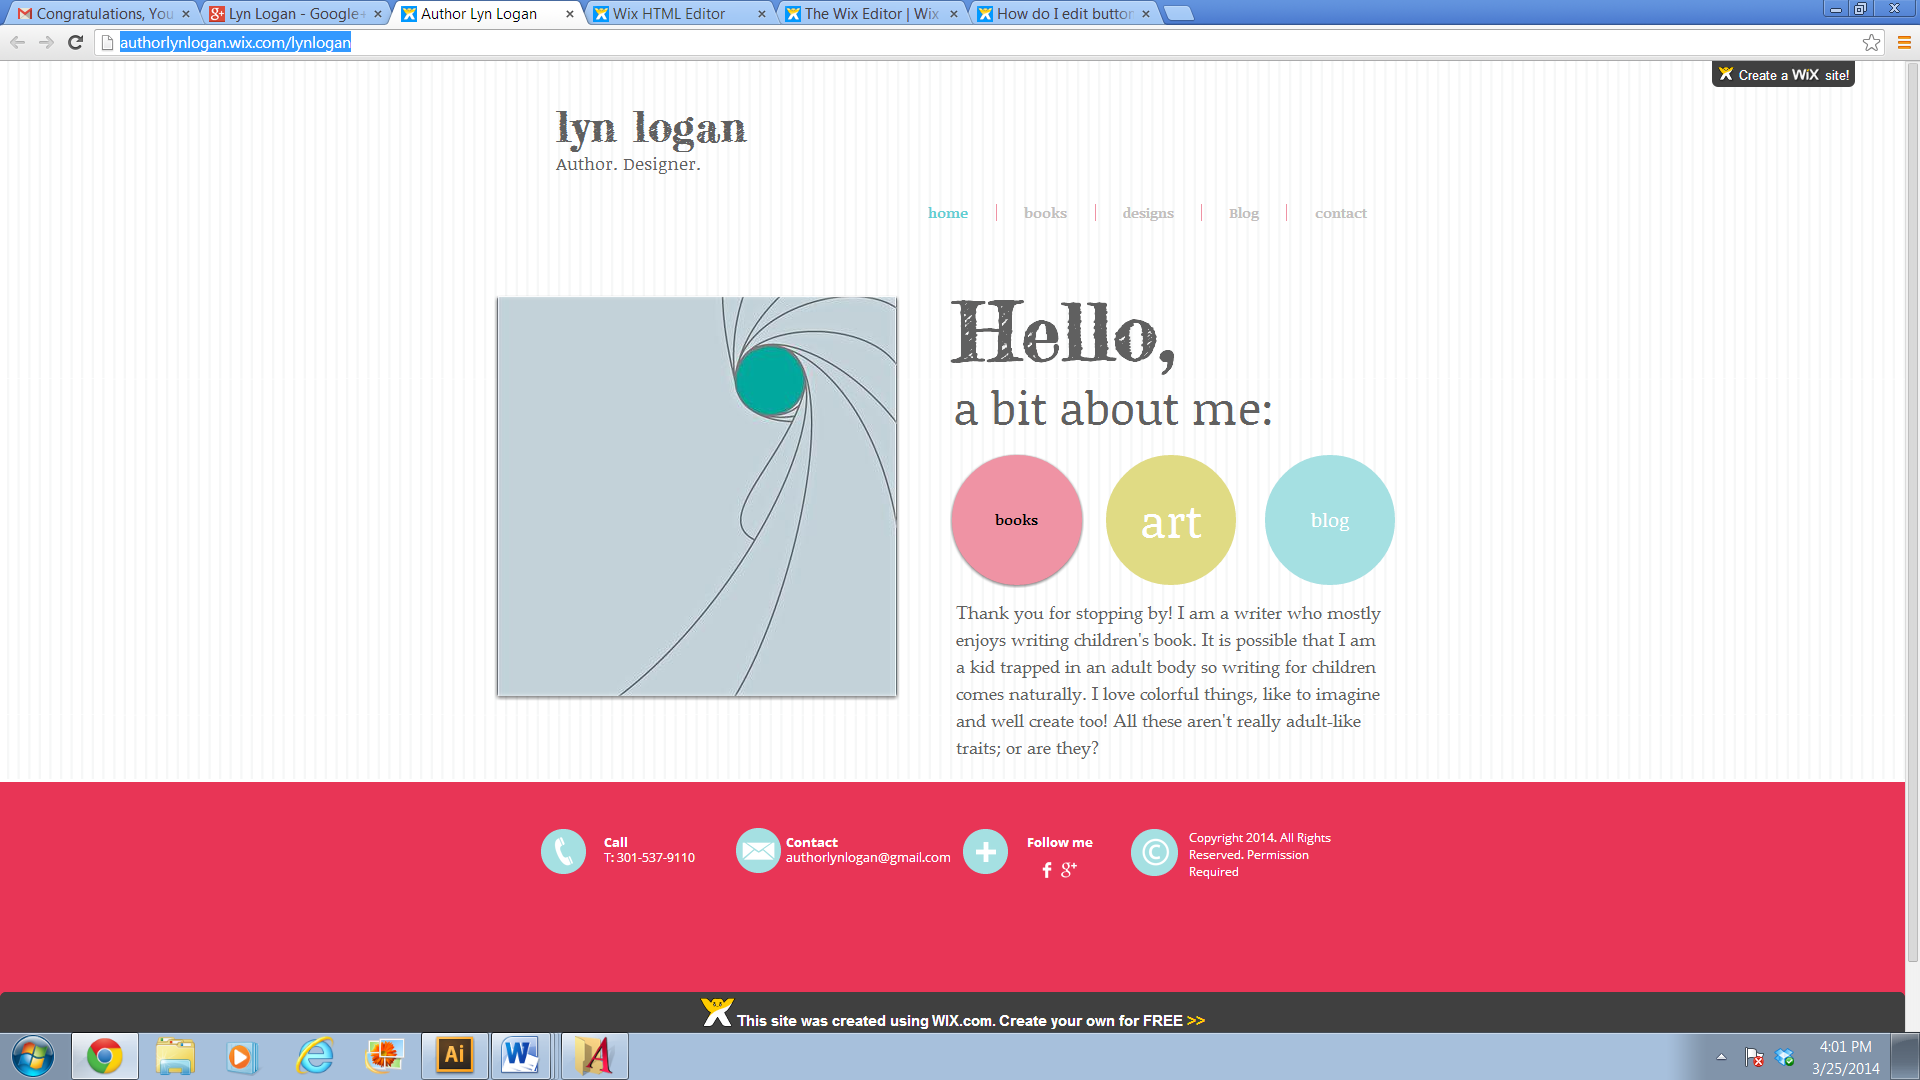 Congratulations, You
Lyn Logan - Google+
Author Lyn Logan
Wix HTML Editor
The Wix Editor | Wix
How do I edit button
authorlynlogan.wix.com/lynlogan
Create a WiX site!
lyn logan
Author. Designer.
home
books
designs
Blog
contact
Hello,
a bit about me:
books
art
blog
Thank you for stopping by! I am a writer who mostly
enjoys writing children's book. It is possible that I am
a kid trapped in an adult body so writing for children
comes naturally. I love colorful things, like to imagine
and well create too! All these aren't really adult-like
traits; or are they?
Call
T: 301-537-9110
Contact
authorlynlogan@gmail.com
Follow me
Copyright 2014. All Rights
Reserved. Permission
Required
This site was created using WIX.com. Create your own for FREE >>
Ai
4:01 PM
3/25/2014